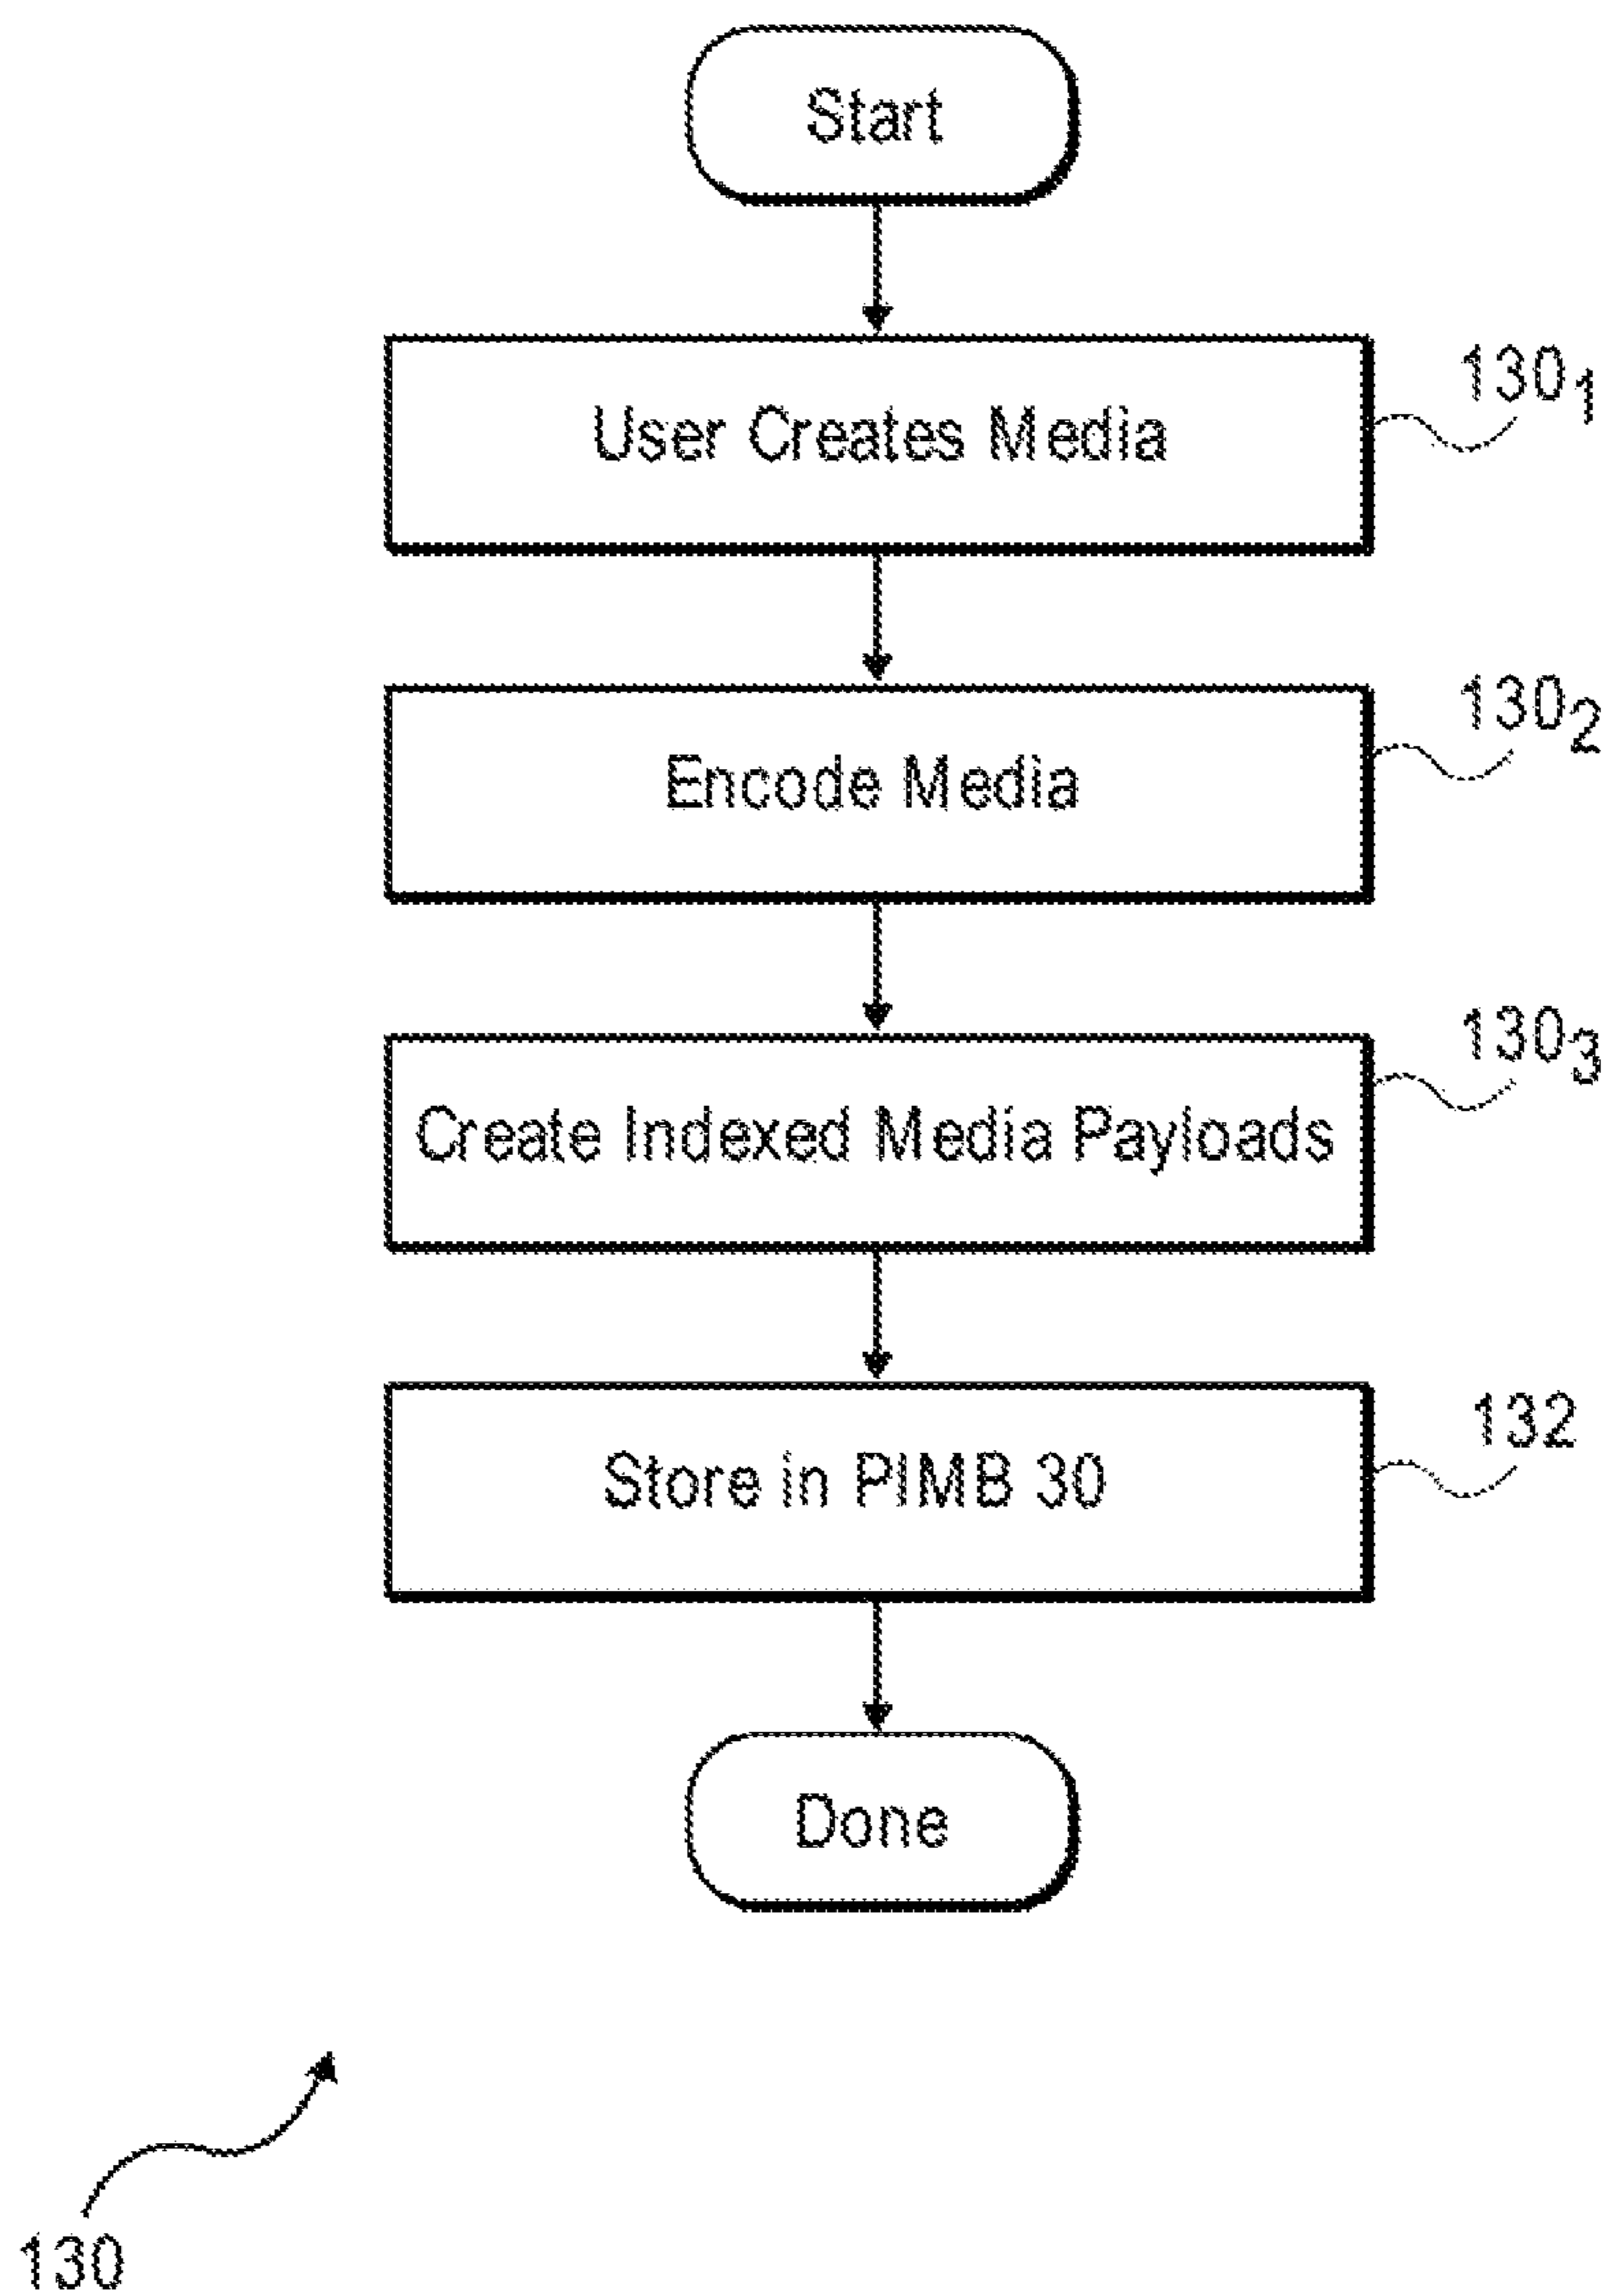 Start
User Creates Media
130₁
Encode Media
130₂
Create Indexed Media Payloads
130₃
Store in PIMB 30
132
Done
130